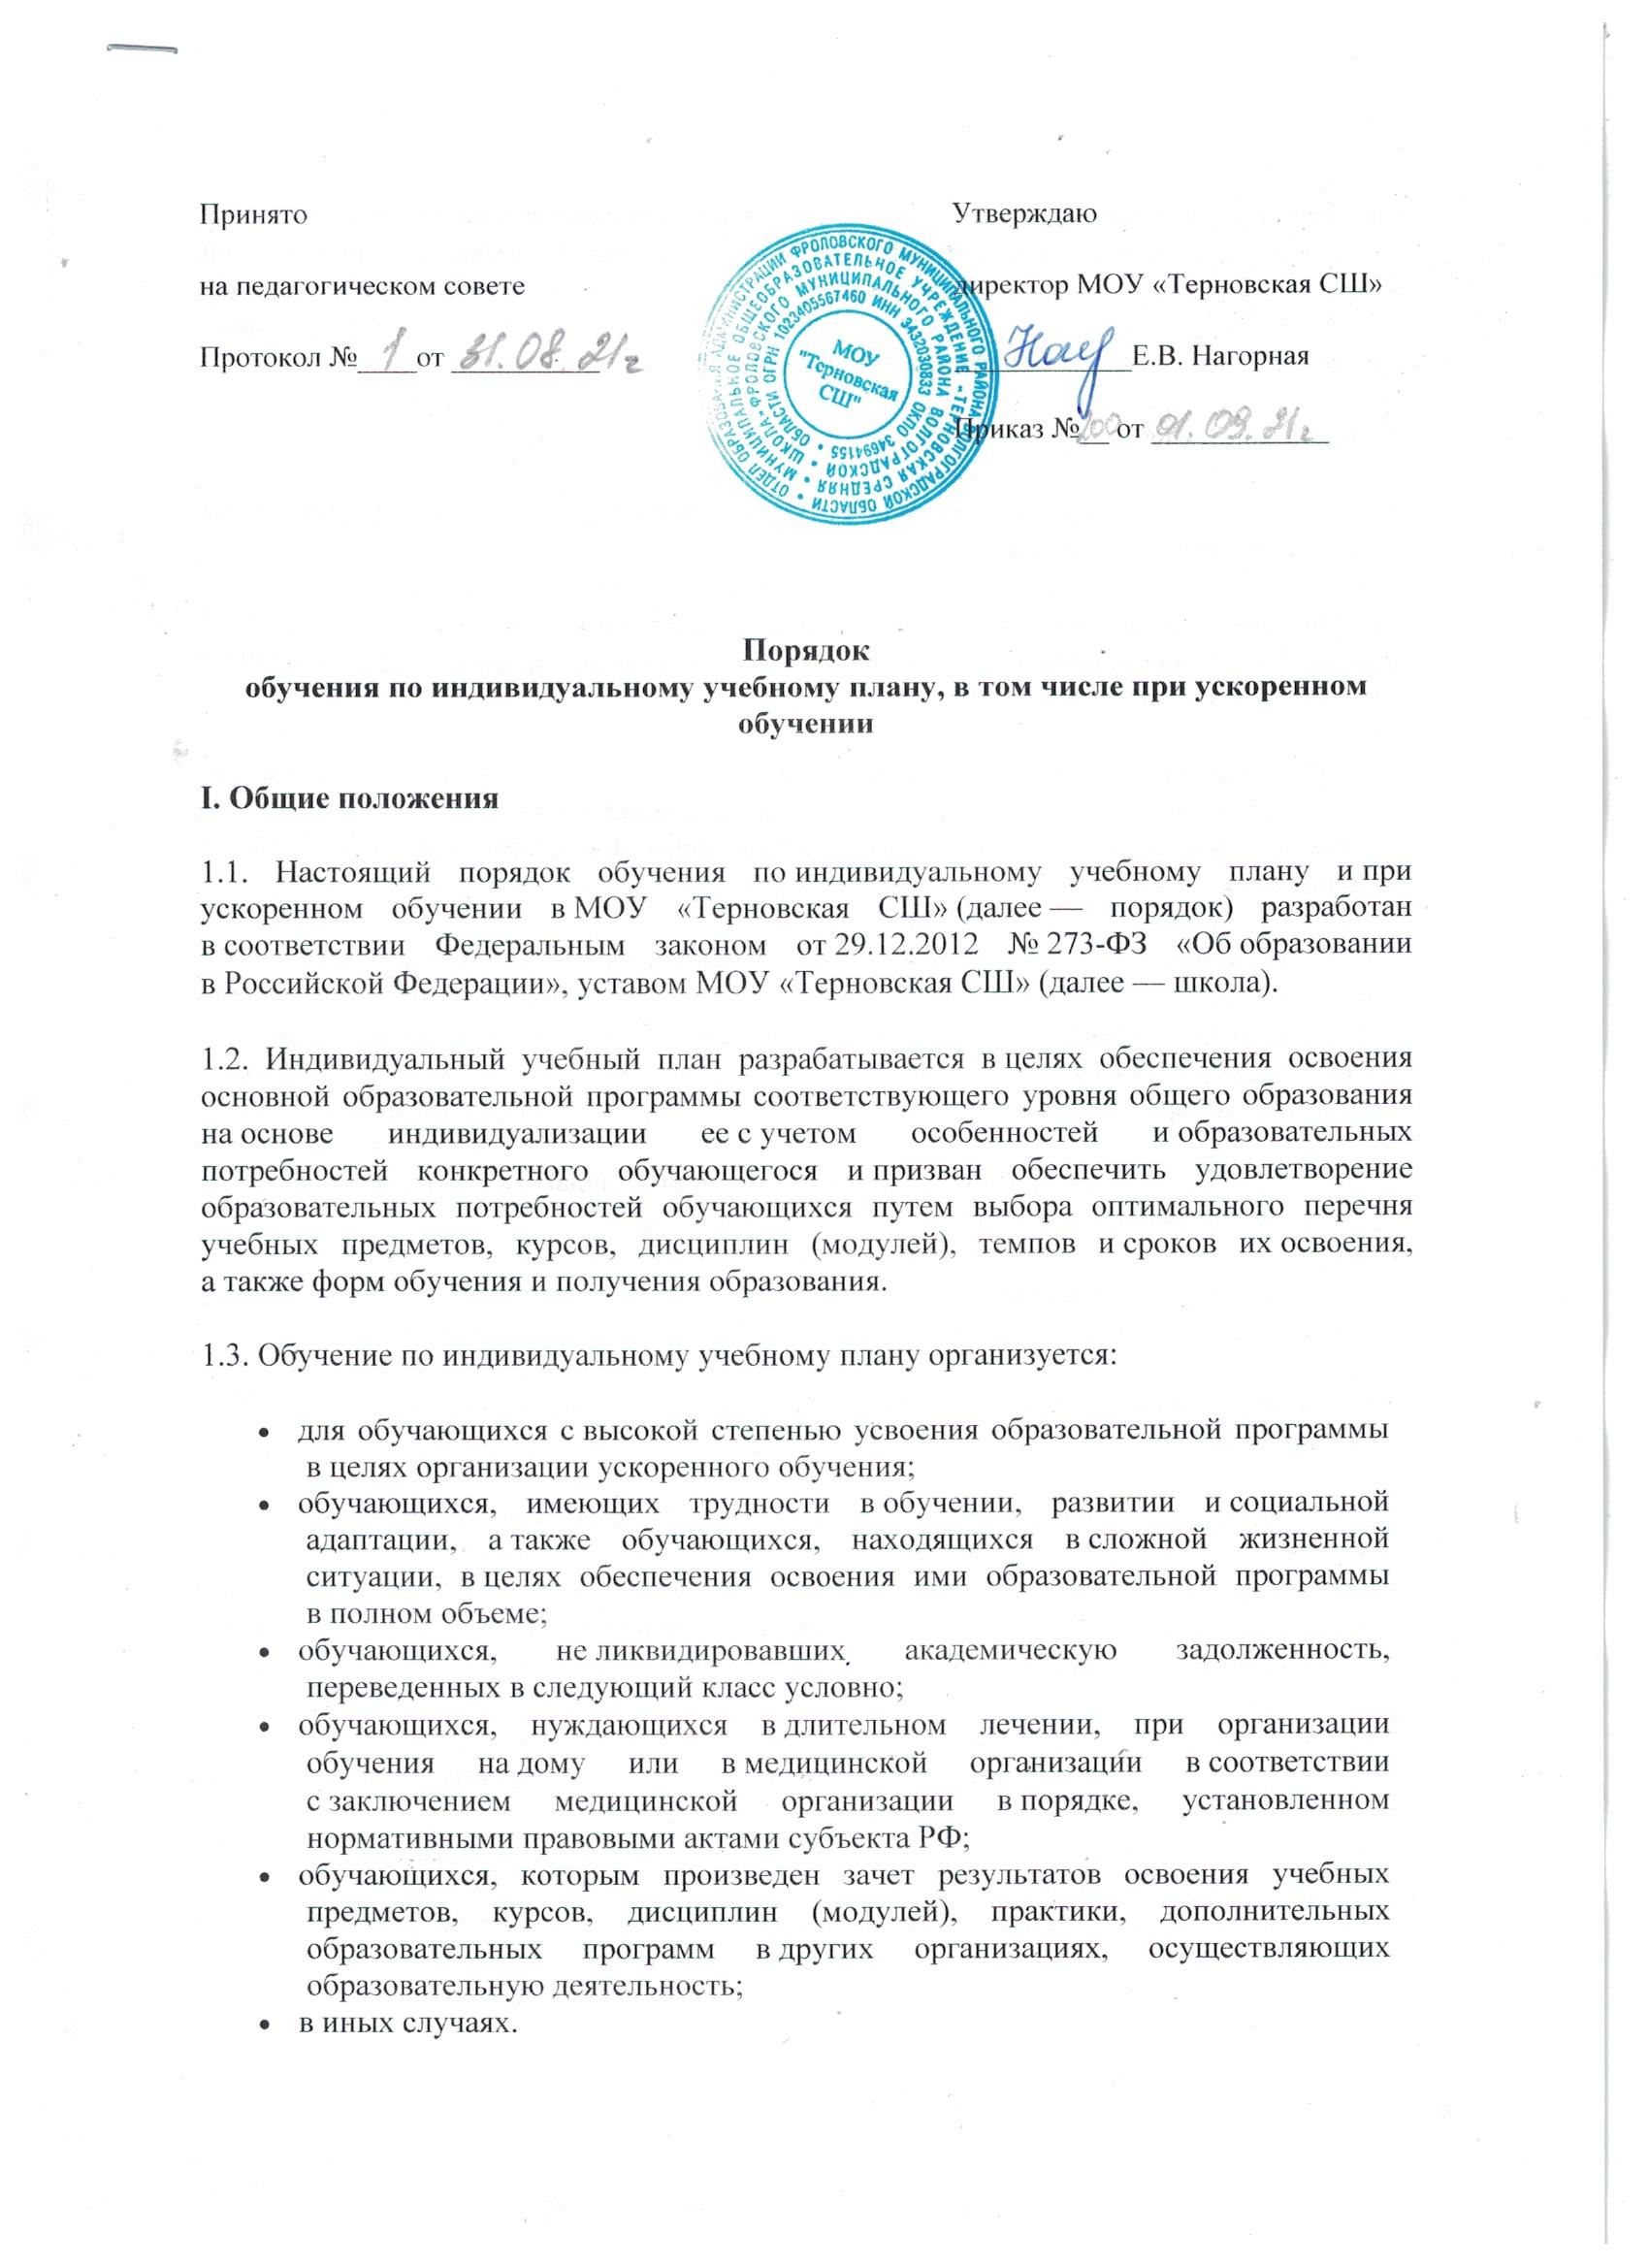 Принято
на педагогическом совете
Протокол № 1 от 31.08.21г
Утверждаю
директор МОУ «Терновская СШ»
Е.В. Нагорная
Приказ №200 от 01.09.21г
МОУ
"Терновская
СШ"
Порядок
обучения по индивидуальному учебному плану, в том числе при ускоренном
обучении
I. Общие положения
1.1. Настоящий порядок обучения по индивидуальному учебному плану и при
ускоренном обучении в МОУ «Терновская СШ» (далее — порядок) разработан
в соответствии Федеральным законом от 29.12.2012 № 273-ФЗ «Об образовании
в Российской Федерации», уставом МОУ «Терновская СШ» (далее — школа).
1.2. Индивидуальный учебный план разрабатывается в целях обеспечения освоения
основной образовательной программы соответствующего уровня общего образования
на основе индивидуализации ее с учетом особенностей и образовательных
потребностей конкретного обучающегося и призван обеспечить удовлетворение
образовательных потребностей обучающихся путем выбора оптимального перечня
учебных предметов, курсов, дисциплин (модулей), темпов и сроков их освоения,
а также форм обучения и получения образования.
1.3. Обучение по индивидуальному учебному плану организуется:
• для обучающихся с высокой степенью усвоения образовательной программы
в целях организации ускоренного обучения;
• обучающихся, имеющих трудности в обучении, развитии и социальной
адаптации, а также обучающихся, находящихся в сложной жизненной
ситуации, в целях обеспечения освоения ими образовательной программы
в полном объеме;
• обучающихся, не ликвидировавших академическую задолженность,
переведенных в следующий класс условно;
• обучающихся, нуждающихся в длительном лечении, при организации
обучения на дому или в медицинской организации в соответствии
с заключением медицинской организации в порядке, установленном
нормативными правовыми актами субъекта РФ;
• обучающихся, которым произведен зачет результатов освоения учебных
предметов, курсов, дисциплин (модулей), практики, дополнительных
образовательных программ в других организациях, осуществляющих
образовательную деятельность;
• в иных случаях.